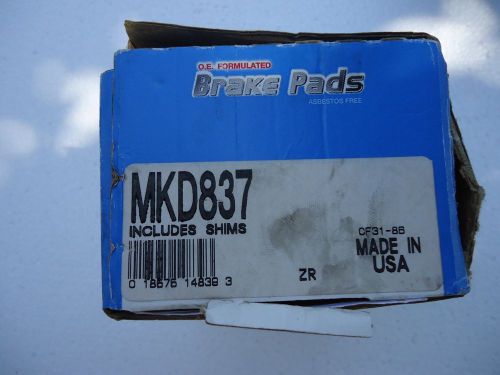 O.E. FORMULATED
Brake Pads
ASBESTOS FREE
MKD837
INCLUDES SHIMS
CF31-86
MADE IN
USA
ZR
0 18676 14839 3